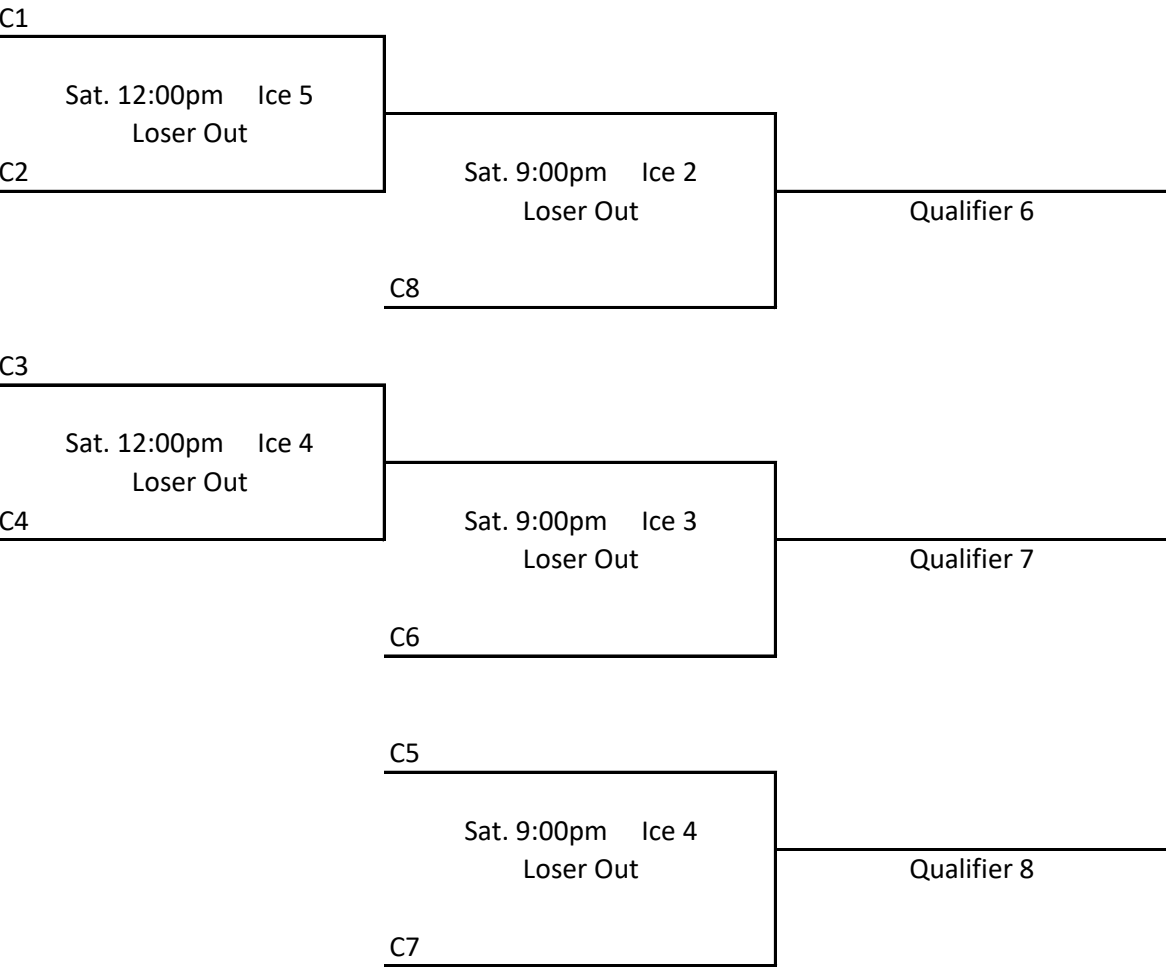 C1
Sat. 12:00pm Ice 5
Loser Out
C2
Sat. 9:00pm Ice 2
Loser Out
Qualifier 6
C8
C3
Sat. 12:00pm Ice 4
Loser Out
C4
Sat. 9:00pm Ice 3
Loser Out
Qualifier 7
C6
C5
Sat. 9:00pm Ice 4
Loser Out
Qualifier 8
C7